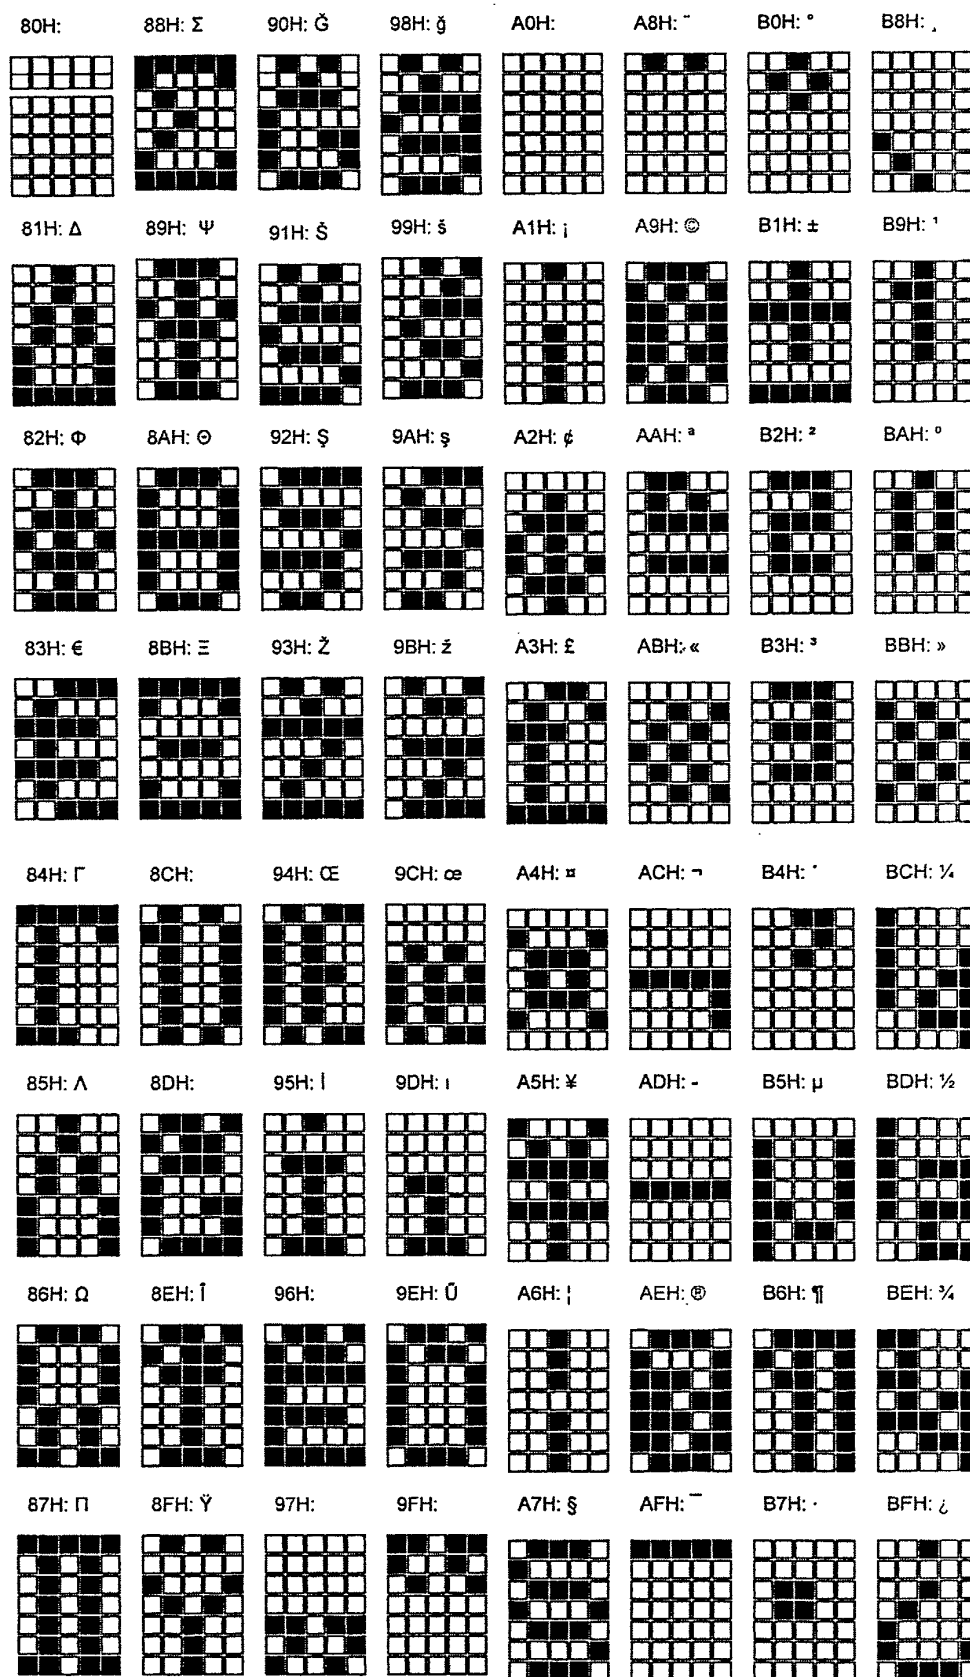 80H: 88H: Σ 90H: Ğ 98H: ğ A0H: A8H: ¨ B0H: ° B8H: ¸
81H: Δ 89H: Ψ 91H: Š 99H: š A1H: ¡ A9H: © B1H: ± B9H: ¹
82H: Φ 8AH: Θ 92H: Ş 9AH: ş A2H: ¢ AAH: ª B2H: ² BAH: º
83H: € 8BH: Ξ 93H: Ž 9BH: ž A3H: £ ABH: « B3H: ³ BBH: »
84H: Γ 8CH: 94H: Œ 9CH: œ A4H: ¤ ACH: ¬ B4H: ´ BCH: ¼
85H: Λ 8DH: 95H: İ 9DH: ı A5H: ¥ ADH: - B5H: µ BDH: ½
86H: Ω 8EH: Î 96H: 9EH: Ű A6H: ¦ AEH: ® B6H: ¶ BEH: ¾
87H: Π 8FH: Ÿ 97H: 9FH: A7H: § AFH: ¯ B7H: · BFH: ¿